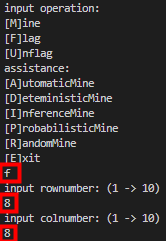 input operation:
[M]ine
[F]lag
[U]nflag
assistance:
[A]utomaticMine
[D]eteministicMine
[I]nferenceMine
[P]robabilisticMine
[R]andomMine
[E]xit
f
input rownumber: (1 -> 10)
8
input colnumber: (1 -> 10)
8